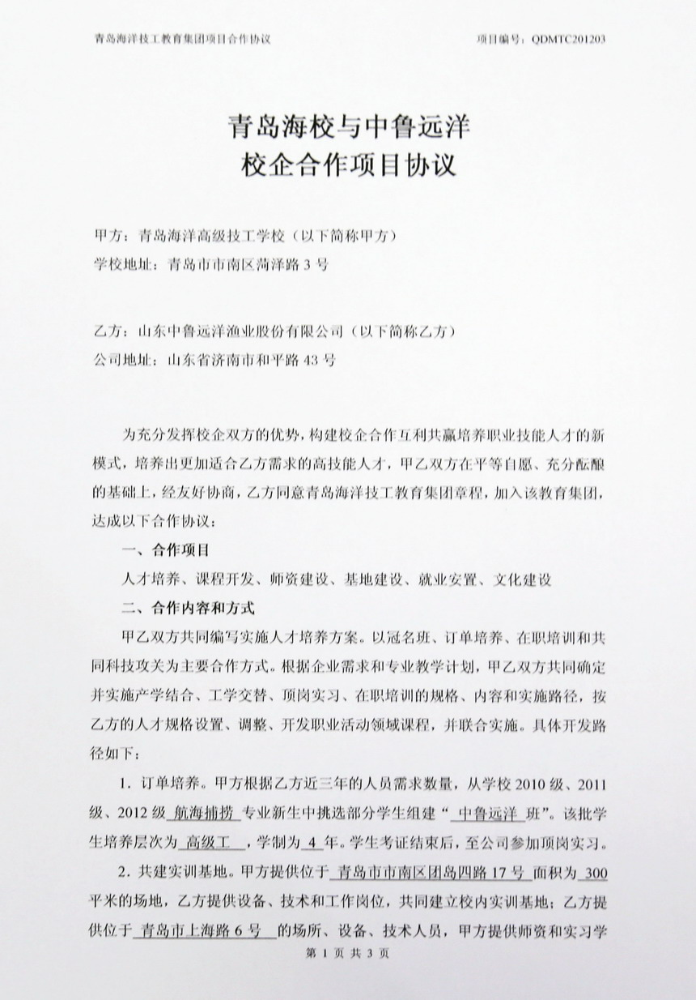 青岛海洋技工教育集团项目合作协议 项目编号：QDMTC201203
青岛海校与中鲁远洋
校企合作项目协议
甲方：青岛海洋高级技工学校（以下简称甲方）
学校地址：青岛市市南区菏泽路 3 号
乙方：山东中鲁远洋渔业股份有限公司（以下简称乙方）
公司地址：山东省济南市和平路 43 号
为充分发挥校企双方的优势，构建校企合作互利共赢培养职业技能人才的新
模式，培养出更加适合乙方需求的高技能人才，甲乙双方在平等自愿、充分酝酿
的基础上，经友好协商，乙方同意青岛海洋技工教育集团章程，加入该教育集团，
达成以下合作协议：
一、合作项目
人才培养、课程开发、师资建设、基地建设、就业安置、文化建设
二、合作内容和方式
甲乙双方共同编写实施人才培养方案。以冠名班、订单培养、在职培训和共
同科技攻关为主要合作方式。根据企业需求和专业教学计划，甲乙双方共同确定
并实施产学结合、工学交替、顶岗实习、在职培训的规格、内容和实施路径，按
乙方的人才规格设置、调整、开发职业活动领域课程，并联合实施。具体开发路
径如下：
1．订单培养。甲方根据乙方近三年的人员需求数量，从学校 2010 级、2011
级、2012 级 航海捕捞 专业新生中挑选部分学生组建“ 中鲁远洋 班”。该批学
生培养层次为 高级工 ，学制为 4 年。学生考证结束后，至公司参加顶岗实习。
2．共建实训基地。甲方提供位于 青岛市市南区团岛四路 17 号 面积为 300
平米的场地，乙方提供设备、技术和工作岗位，共同建立校内实训基地；乙方提
供位于 青岛市上海路 6 号 的场所、设备、技术人员，甲方提供师资和实习学
第 1 页 共 3 页